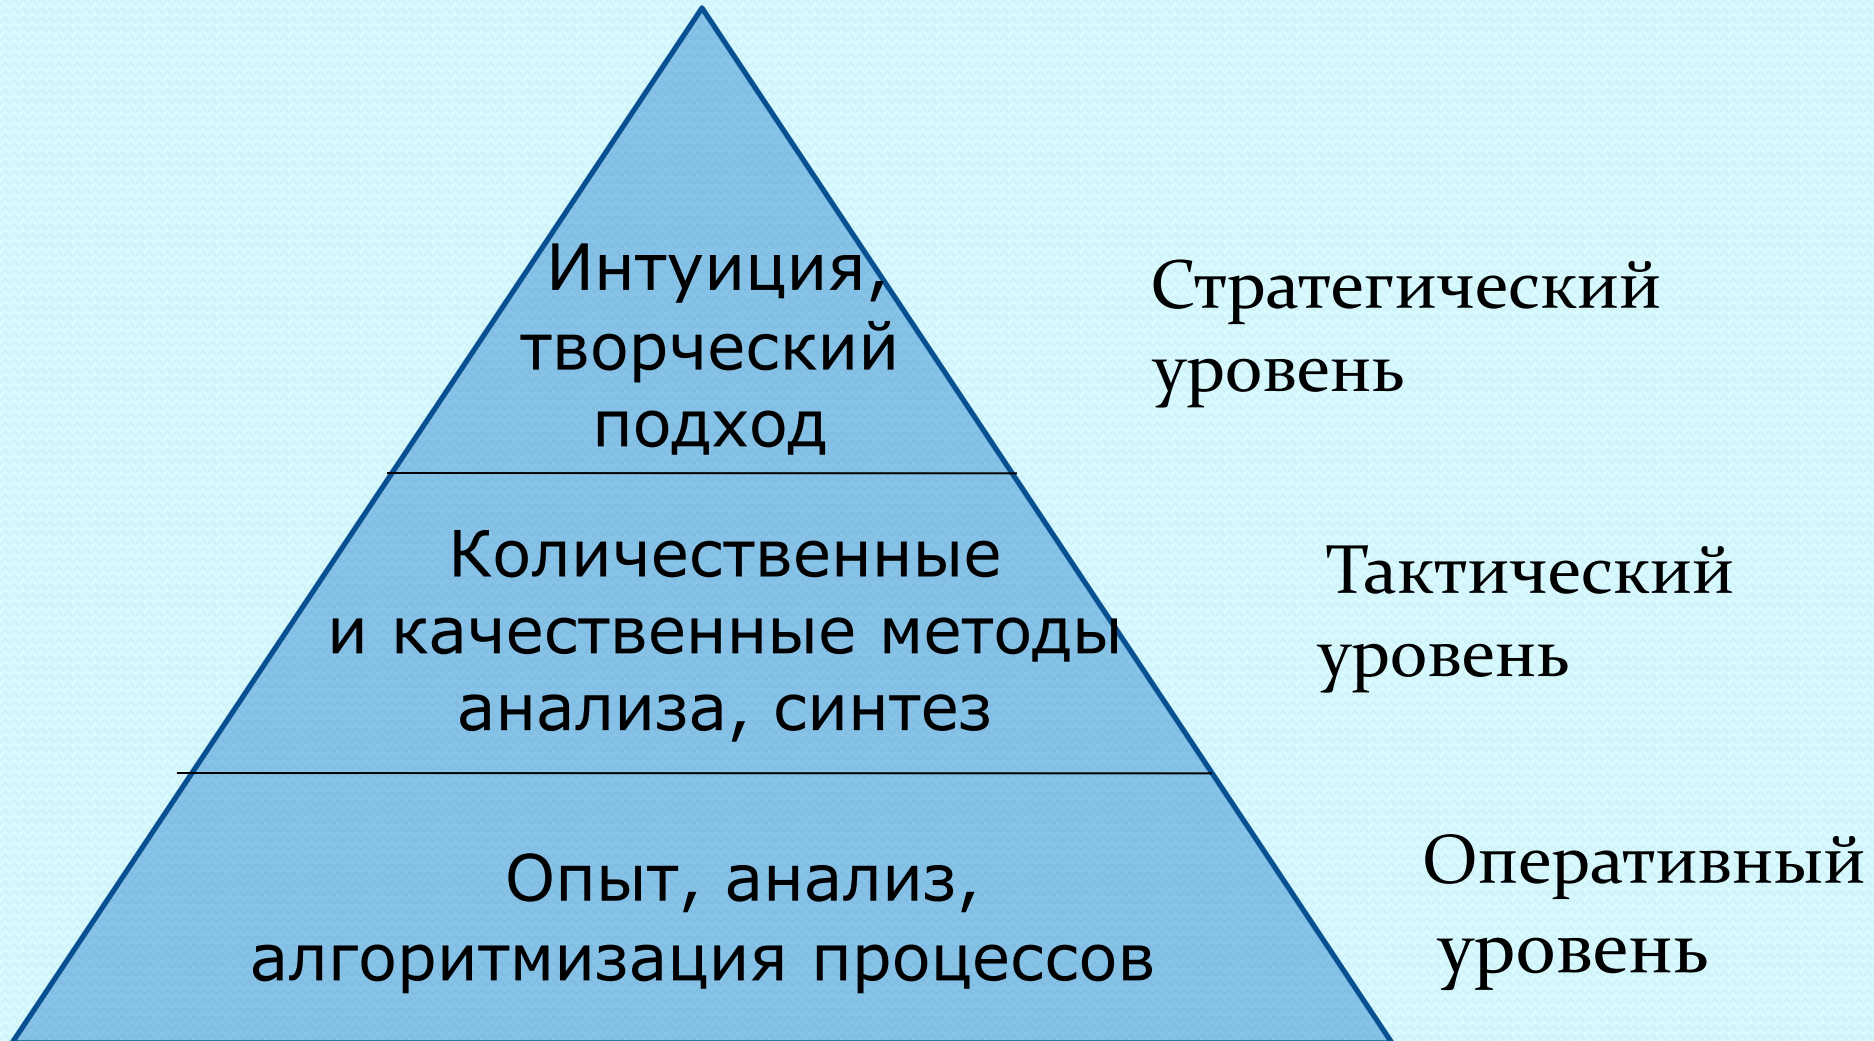 Интуиция,
творческий
подход
Стратегический
уровень
Количественные
и качественные методы
анализа, синтез
Тактический
уровень
Опыт, анализ,
алгоритмизация процессов
Оперативный
уровень